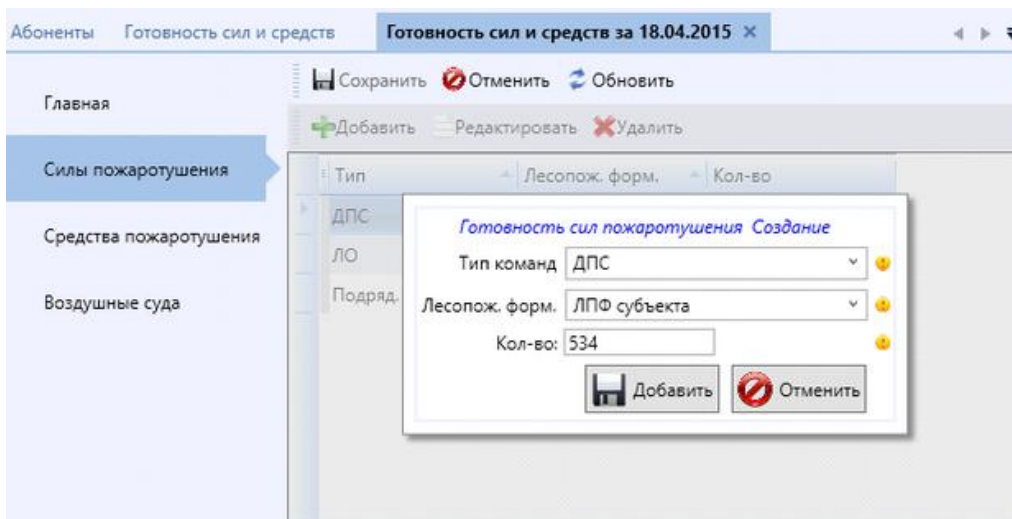 Абоненты Готовность сил и средств Готовность сил и средств за 18.04.2015
Сохранить Отменить Обновить
Главная
Добавить Редактировать Удалить
Силы пожаротушения
Тип Лесопож. форм. Кол-во
ДПС
Готовность сил пожаротушения Создание
Средства пожаротушения
ЛО
Тип команд ДПС
Воздушные суда
Подряд.
Лесопож. форм. ЛПФ субъекта
Кол-во: 534
Добавить Отменить